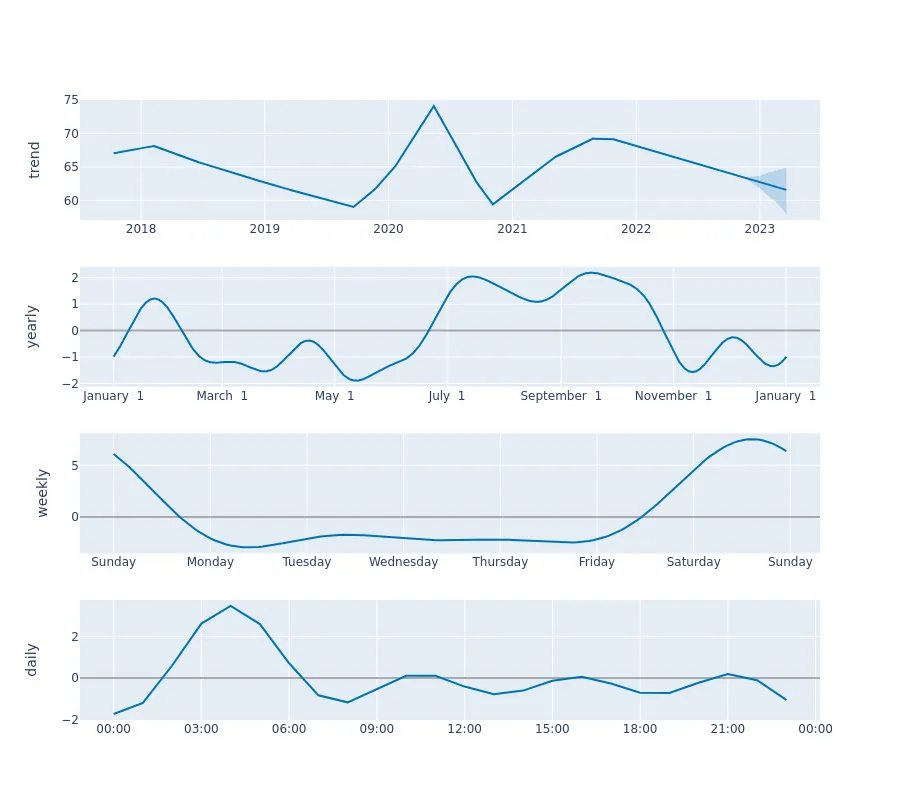 75
70
65
60
trend
2018 2019 2020 2021 2022 2023
2
1
0
−1
−2
yearly
January 1 March 1 May 1 July 1 September 1 November 1 January 1
5
0
weekly
Sunday Monday Tuesday Wednesday Thursday Friday Saturday Sunday
2
0
−2
daily
00:00 03:00 06:00 09:00 12:00 15:00 18:00 21:00 00:00